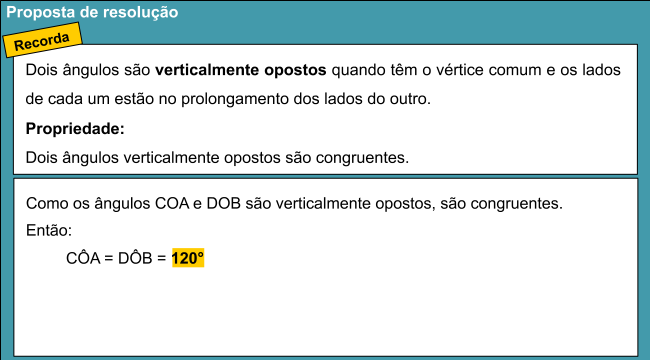 Proposta de resolução
Recorda
Dois ângulos são verticalmente opostos quando têm o vértice comum e os lados
de cada um estão no prolongamento dos lados do outro.
Propriedade:
Dois ângulos verticalmente opostos são congruentes.
Como os ângulos COA e DOB são verticalmente opostos, são congruentes.
Então:
CÔA = DÔB = 120°